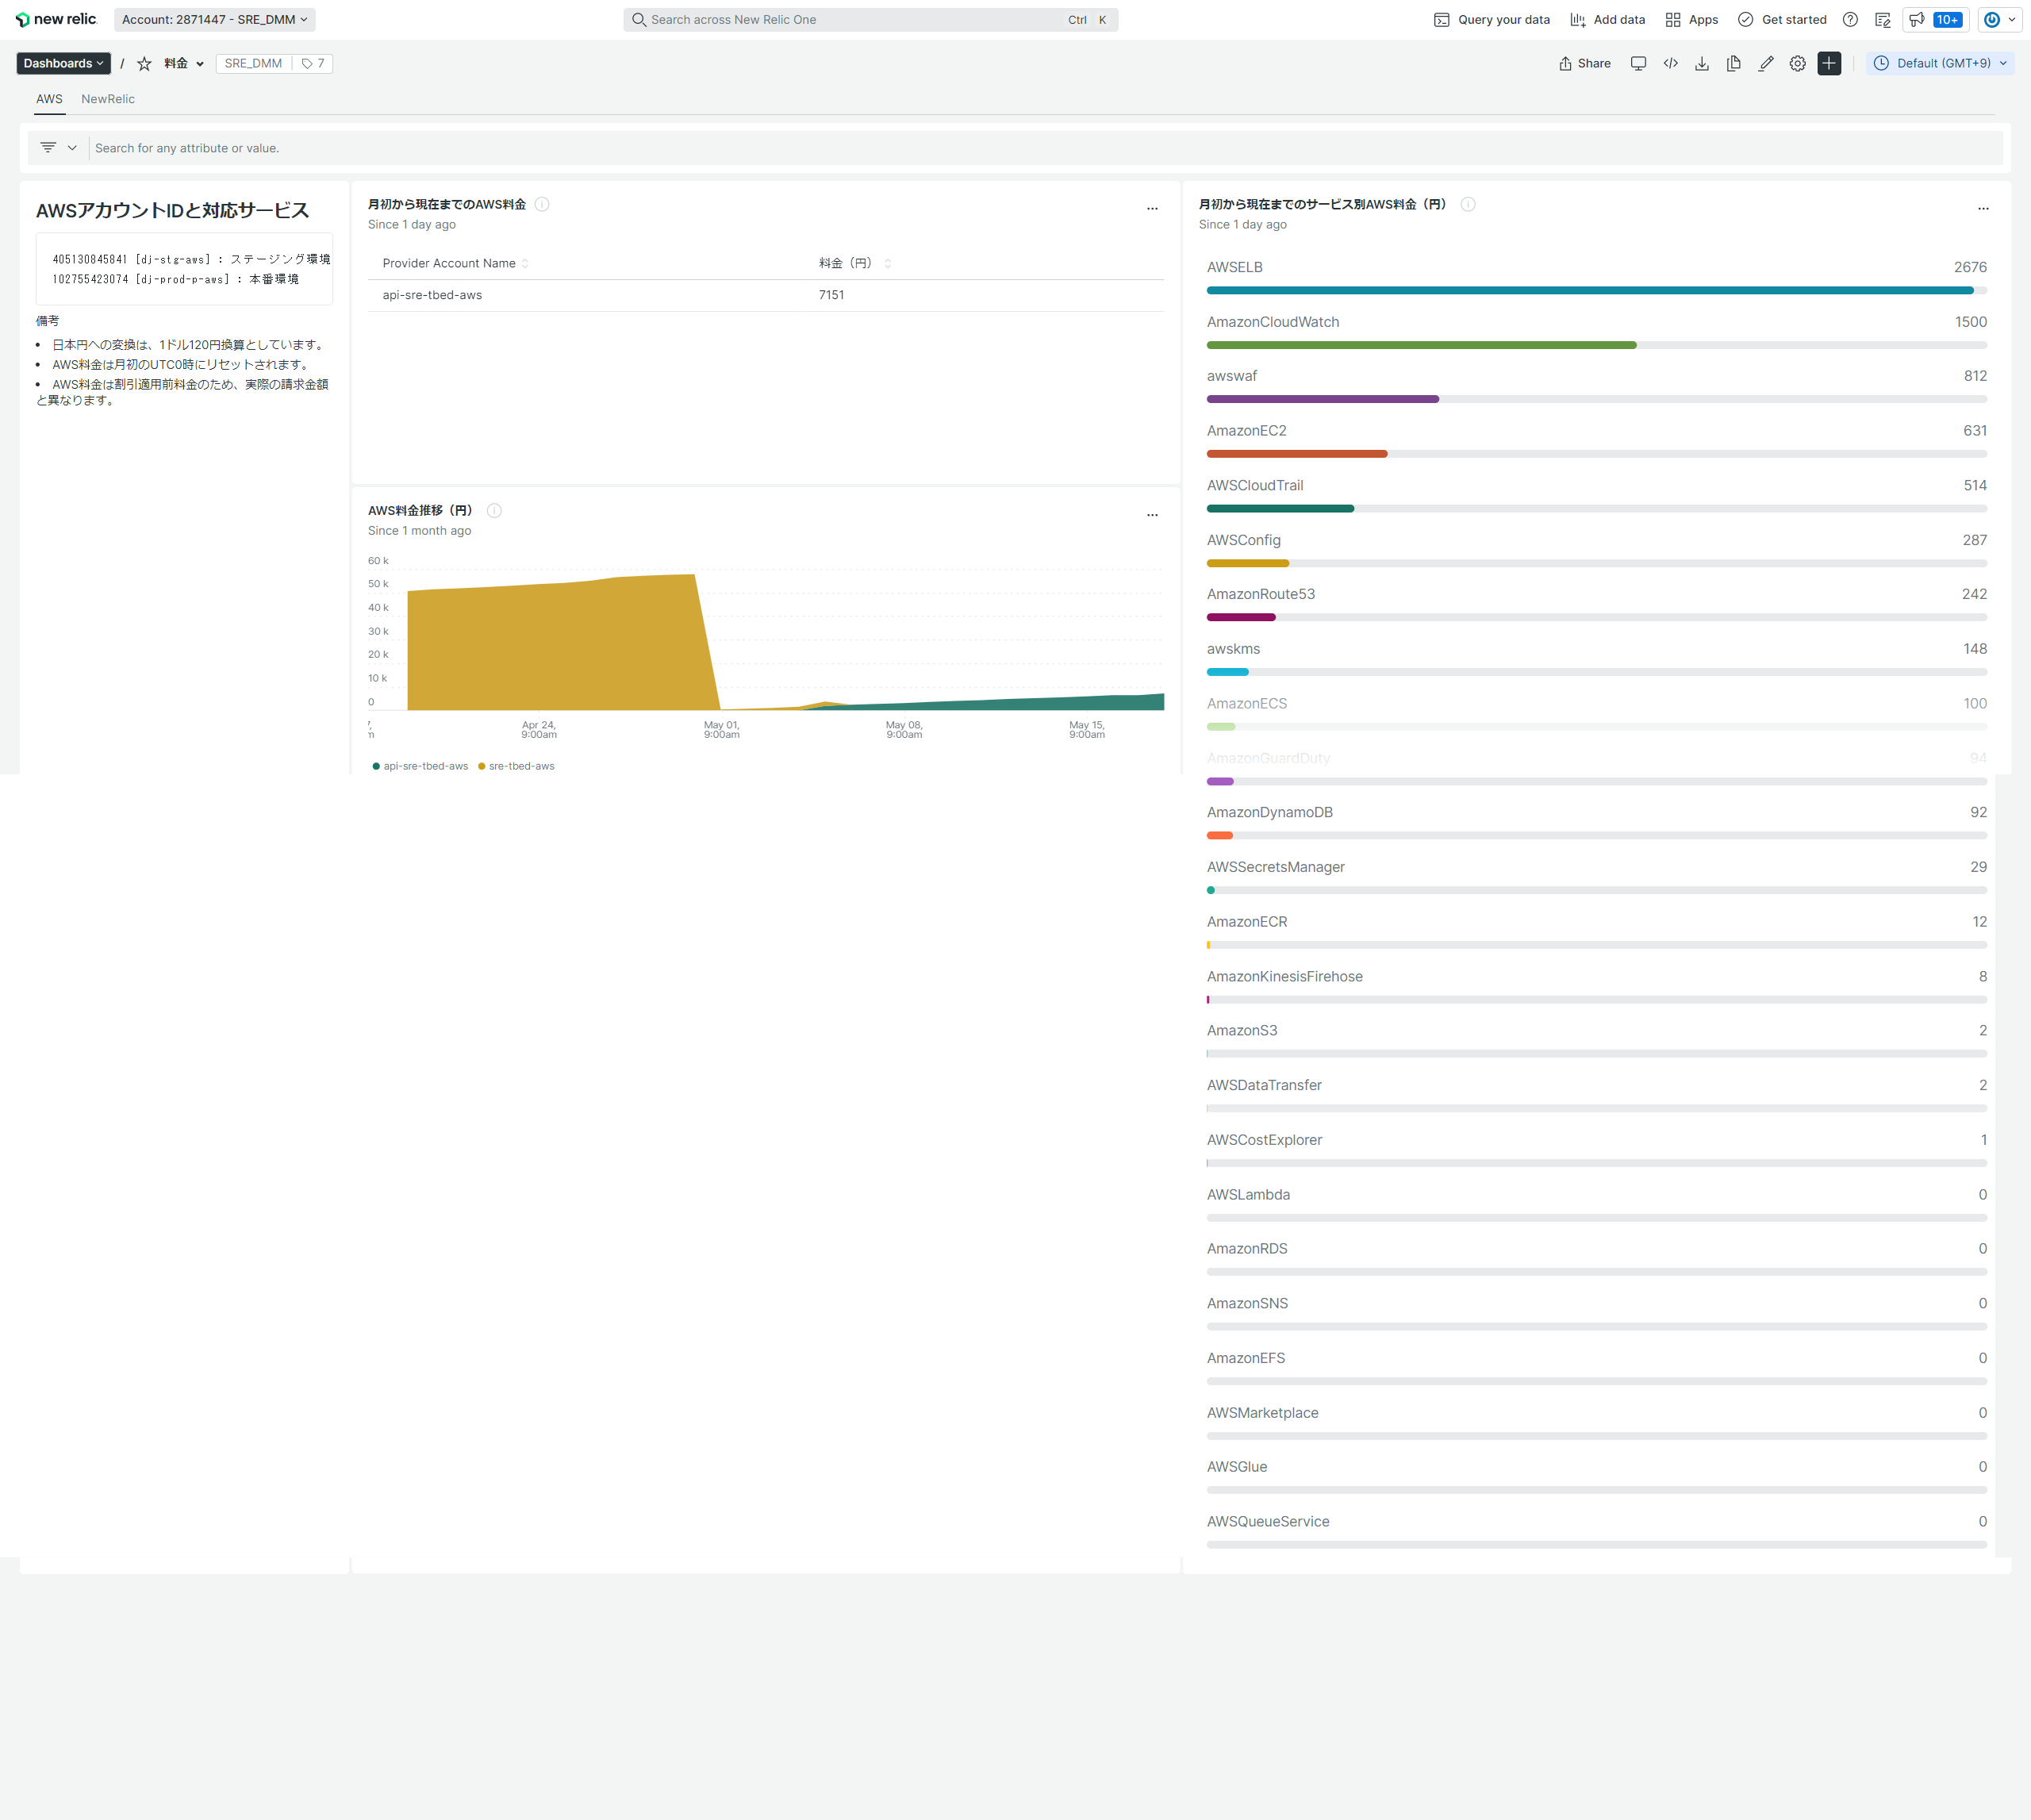 new relic
Account: 2871447 - SRE_DMM
Search across New Relic One
Ctrl K
Query your data
Add data
Apps
Get started
10+
Dashboards
/
料金
SRE_DMM
7
Share
Default (GMT+9)
AWS
NewRelic
Search for any attribute or value.
AWSアカウントIDと対応サービス
405130845841 [dj-stg-aws] : ステージング環境
102755423074 [dj-prod-p-aws] : 本番環境
備考
• 日本円への変換は、1ドル120円換算としています。
• AWS料金は月初のUTC0時にリセットされます。
• AWS料金は割引適用前料金のため、実際の請求金額
と異なります。
月初から現在までのAWS料金
Since 1 day ago
Provider Account Name 料金（円）
api-sre-tbed-aws 7151
AWS料金推移（円）
Since 1 month ago
60 k
50 k
40 k
30 k
20 k
10 k
0
Apr 24,
9:00am
May 01,
9:00am
May 08,
9:00am
May 15,
9:00am
api-sre-tbed-aws
sre-tbed-aws
月初から現在までのサービス別AWS料金（円）
Since 1 day ago
AWSELB 2676
AmazonCloudWatch 1500
awswaf 812
AmazonEC2 631
AWSCloudTrail 514
AWSConfig 287
AmazonRoute53 242
awskms 148
AmazonECS 100
AmazonGuardDuty 94
AmazonDynamoDB 92
AWSSecretsManager 29
AmazonECR 12
AmazonKinesisFirehose 8
AmazonS3 2
AWSDataTransfer 2
AWSCostExplorer 1
AWSLambda 0
AmazonRDS 0
AmazonSNS 0
AmazonEFS 0
AWSMarketplace 0
AWSGlue 0
AWSQueueService 0